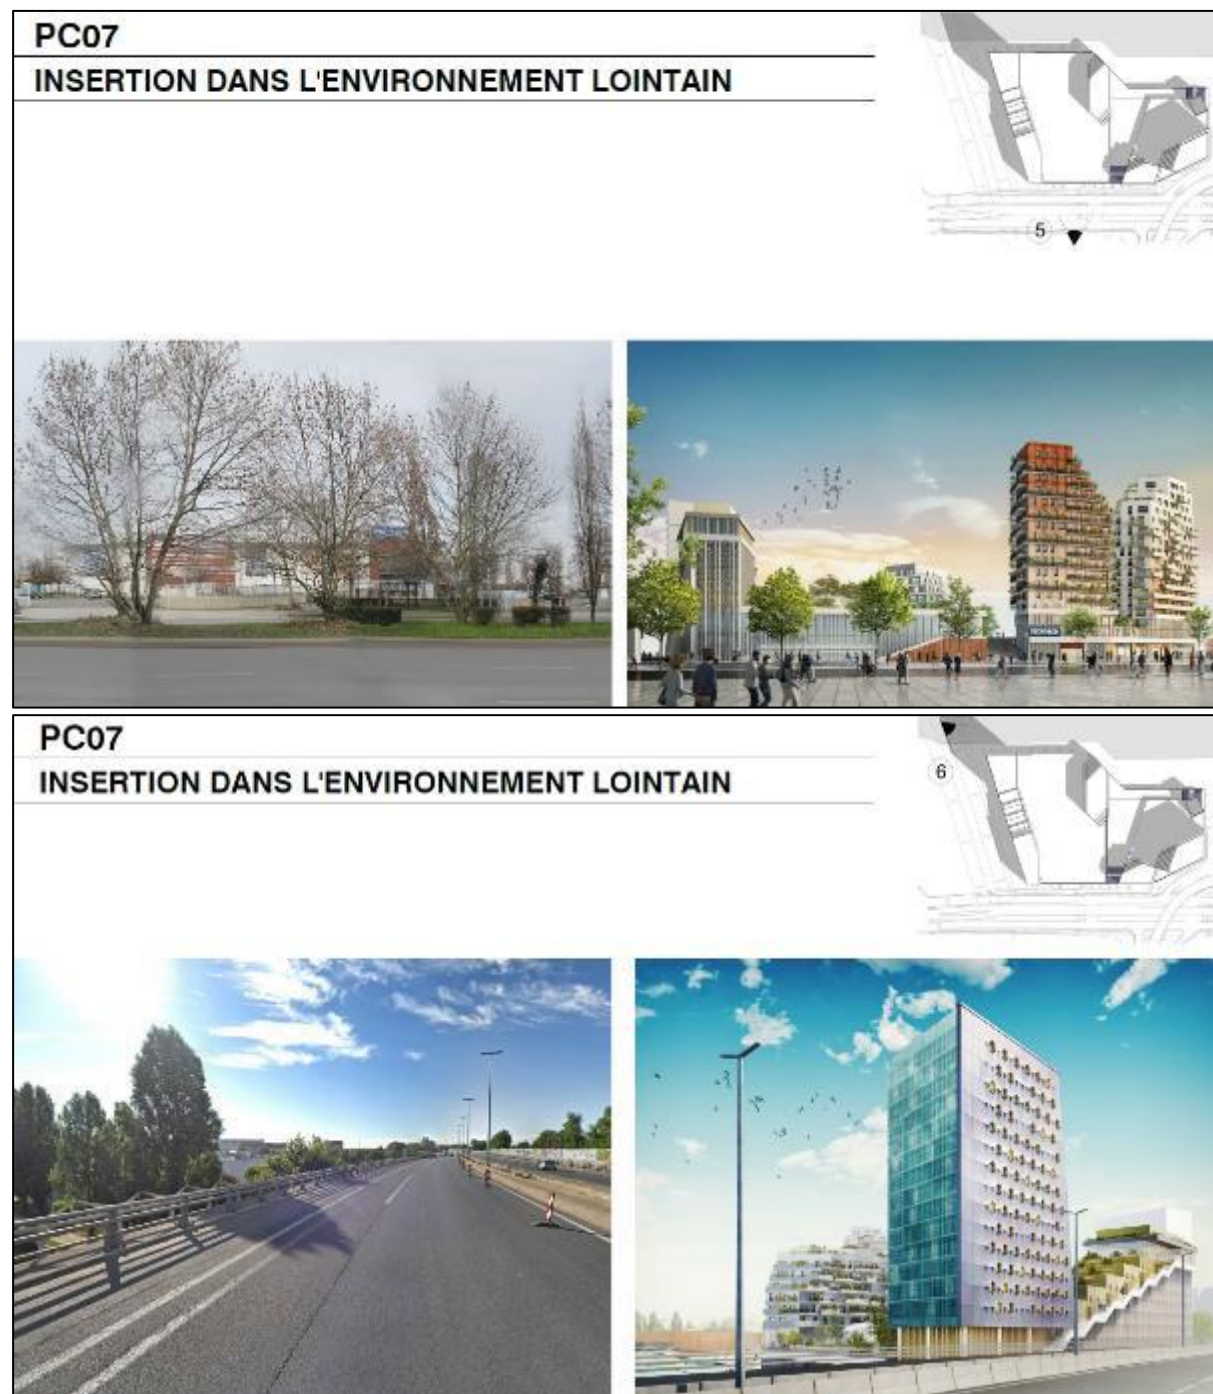 PC07
INSERTION DANS L'ENVIRONNEMENT LOINTAIN
5
PC07
INSERTION DANS L'ENVIRONNEMENT LOINTAIN
6